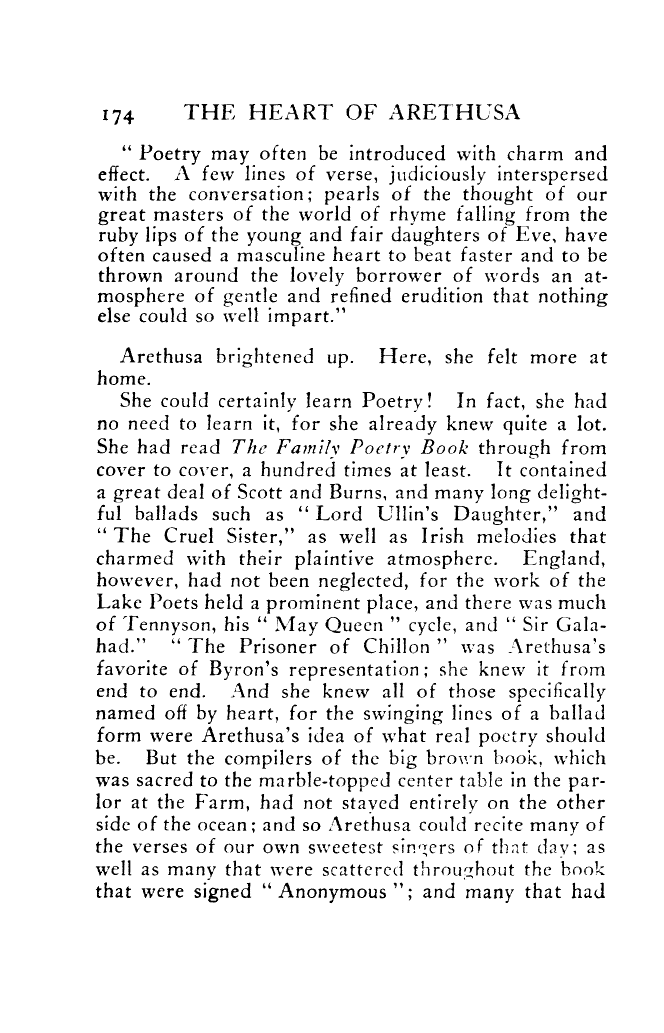 174 THE HEART OF ARETHUSA
“ Poetry may often be introduced with charm and
effect. A few lines of verse, judiciously interspersed
with the conversation; pearls of the thought of our
great masters of the world of rhyme falling from the
ruby lips of the young and fair daughters of Eve, have
often caused a masculine heart to beat faster and to be
thrown around the lovely borrower of words an at-
mosphere of gentle and refined erudition that nothing
else could so well impart.”
Arethusa brightened up. Here, she felt more at
home.
She could certainly learn Poetry! In fact, she had
no need to learn it, for she already knew quite a lot.
She had read The Family Poetry Book through from
cover to cover, a hundred times at least. It contained
a great deal of Scott and Burns, and many long delight-
ful ballads such as “ Lord Ullin’s Daughter,” and
“ The Cruel Sister,” as well as Irish melodies that
charmed with their plaintive atmosphere. England,
however, had not been neglected, for the work of the
Lake Poets held a prominent place, and there was much
of Tennyson, his “ May Queen ” cycle, and “ Sir Gala-
had.” “ The Prisoner of Chillon ” was Arethusa’s
favorite of Byron’s representation; she knew it from
end to end. And she knew all of those specifically
named off by heart, for the swinging lines of a ballad
form were Arethusa’s idea of what real poetry should
be. But the compilers of the big brown book, which
was sacred to the marble-topped center table in the par-
lor at the Farm, had not stayed entirely on the other
side of the ocean; and so Arethusa could recite many of
the verses of our own sweetest singers of that day; as
well as many that were scattered throughout the book
that were signed “ Anonymous ”; and many that had